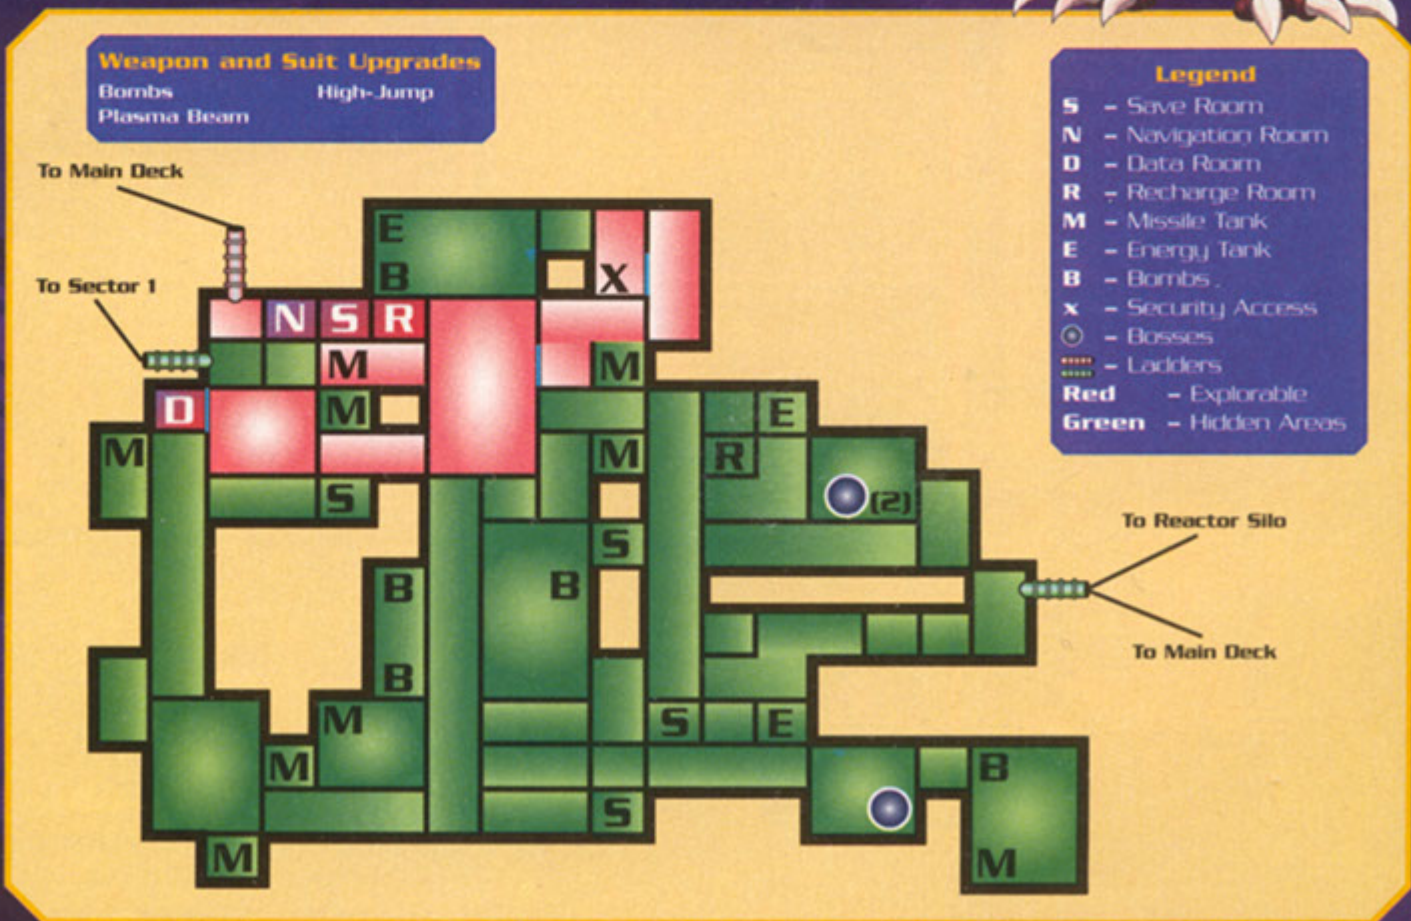 Weapon and Suit Upgrades
Bombs High-Jump
Plasma Beam
Legend
S - Save Room
N - Navigation Room
D - Data Room
R - Recharge Room
M - Missile Tank
E - Energy Tank
B - Bombs
x - Security Access
- Bosses
- Ladders
Red - Explorable
Green - Hidden Areas
To Main Deck
To Sector 1
E
B
X
N S R
M M
D M E
M M R
(2)
S
S
B B
B
M S E
M B
S
M M
To Reactor Silo
To Main Deck